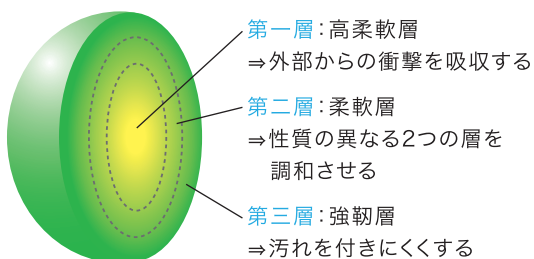 第一層：高柔軟層
⇒外部からの衝撃を吸収する
第二層：柔軟層
⇒性質の異なる2つの層を
調和させる
第三層：強靭層
⇒汚れを付きにくくする